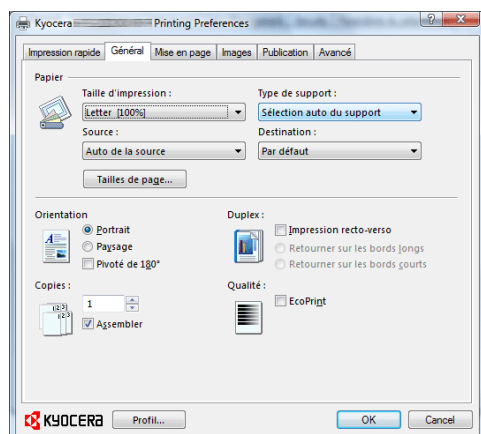 Kyocera Printing Preferences
Impression rapide Général Mise en page Images Publication Avancé
Papier
Taille d'impression : Type de support :
Letter [100%] Sélection auto du support
Source : Destination :
Auto de la source Par défaut
Tailles de page...
Orientation Duplex :
Portrait Impression recto-verso
Paysage Retourner sur les bords longs
Pivoté de 180° Retourner sur les bords courts
Copies : Qualité :
1 EcoPrint
Assembler
KYOCERA Profil... OK Cancel